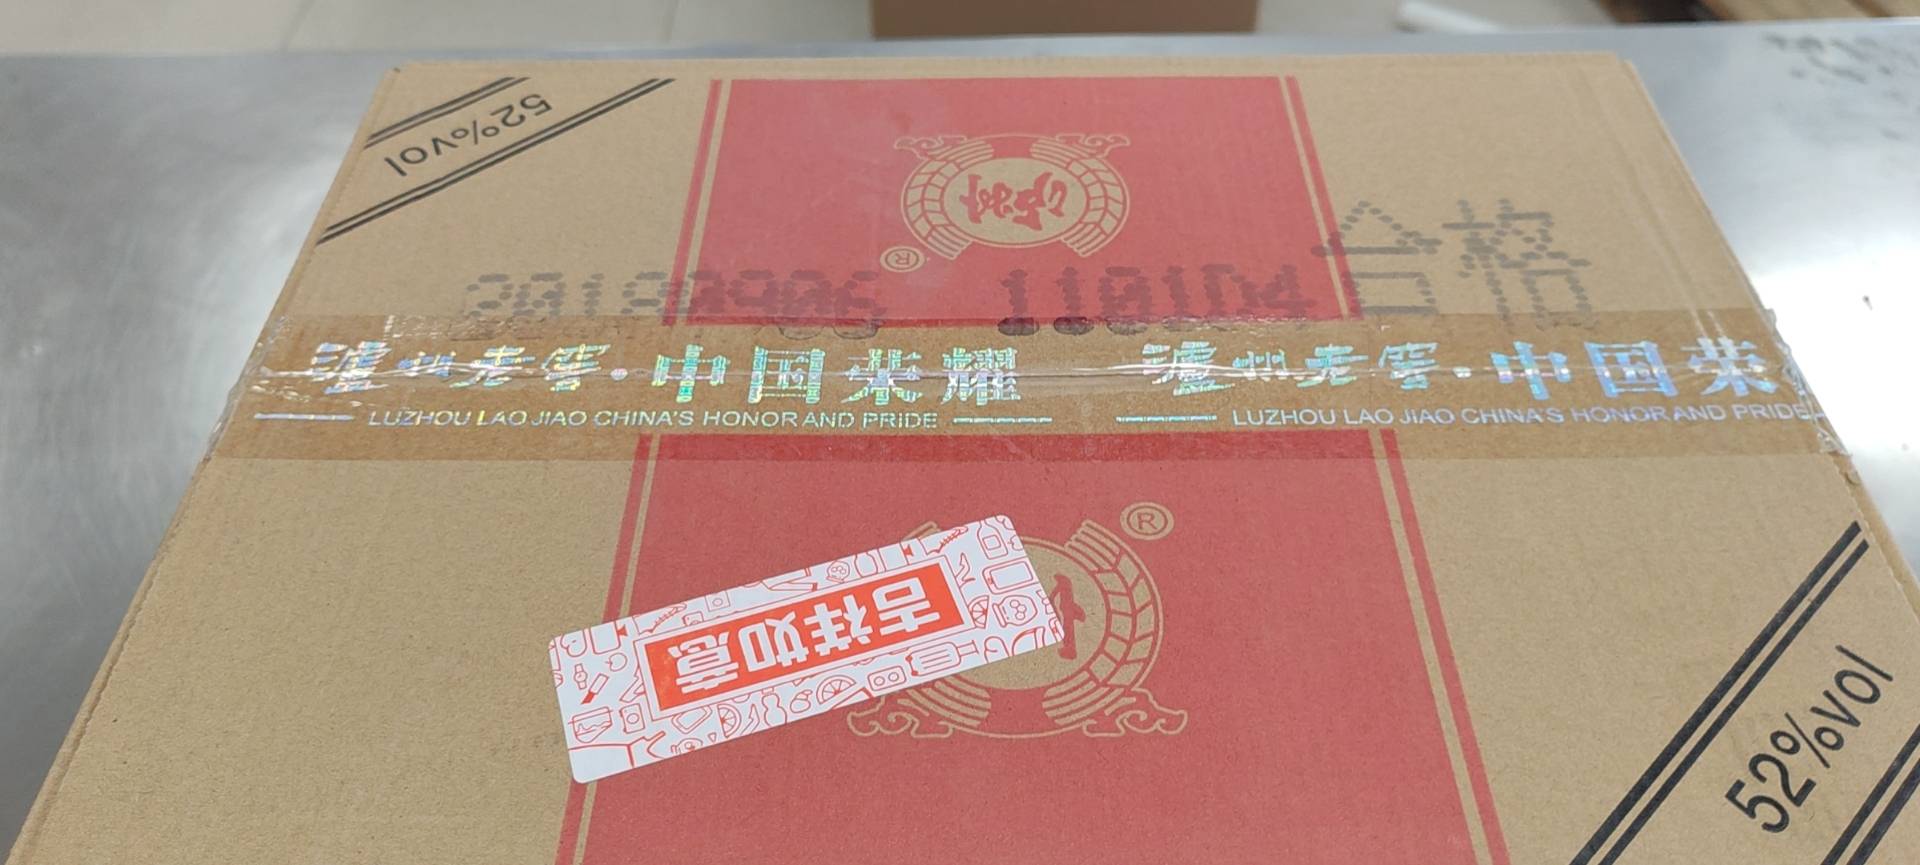 52%vol
®
20190906 110104 合格
泸州老窖·中国荣耀 泸州老窖·中国荣
LUZHOU LAO JIAO CHINA'S HONOR AND PRIDE LUZHOU LAO JIAO CHINA'S HONOR AND PRIDE
®
吉祥如意
52%vol